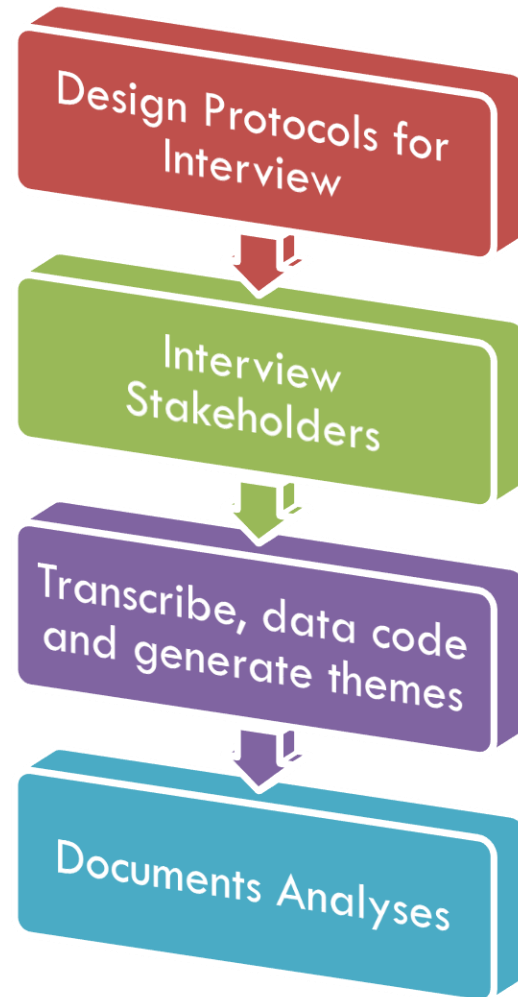 Design Protocols for
Interview
Interview
Stakeholders
Transcribe, data code
and generate themes
Documents Analyses